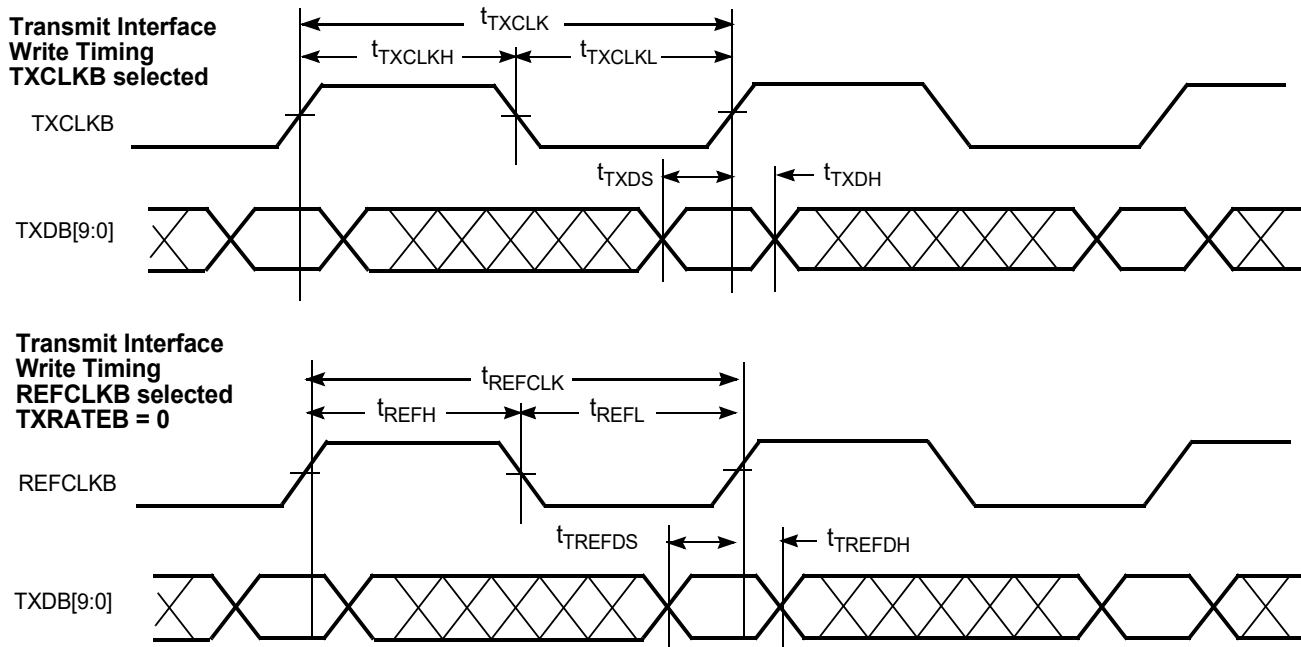 Transmit Interface
Write Timing
TXCLKB selected
tTXCLK
tTXCLKH
tTXCLKL
TXCLKB
tTXDS
tTXDH
TXDB[9:0]
Transmit Interface
Write Timing
REFCLKB selected
TXRATEB = 0
tREFCLK
tREFH
tREFL
REFCLKB
tTREFDS
tTREFDH
TXDB[9:0]